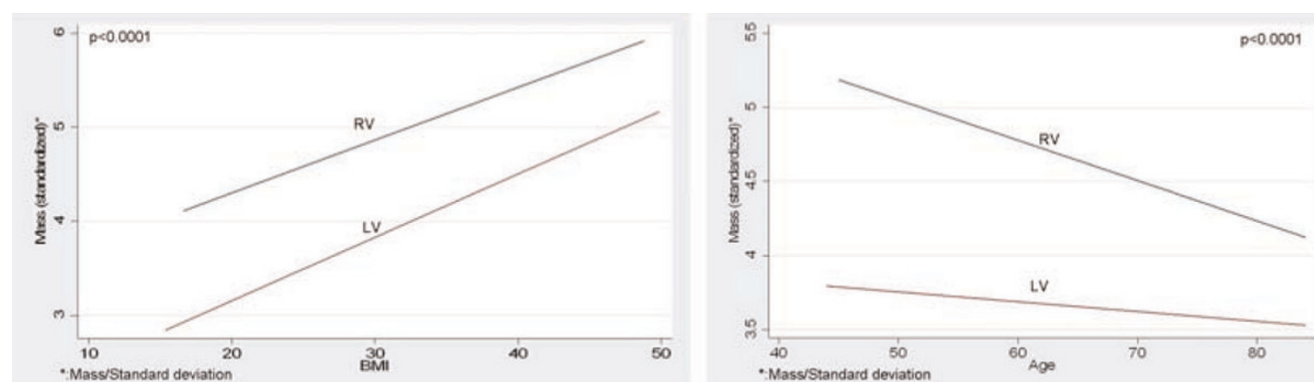 p<0.0001
6
5
4
3
Mass (standardized)*
RV
LV
10 20 30 40 50
BMI
*:Mass/Standard deviation
p<0.0001
5.5
5
4.5
4
3.5
Mass (standardized)*
RV
LV
40 50 60 70 80
Age
*:Mass/Standard deviation